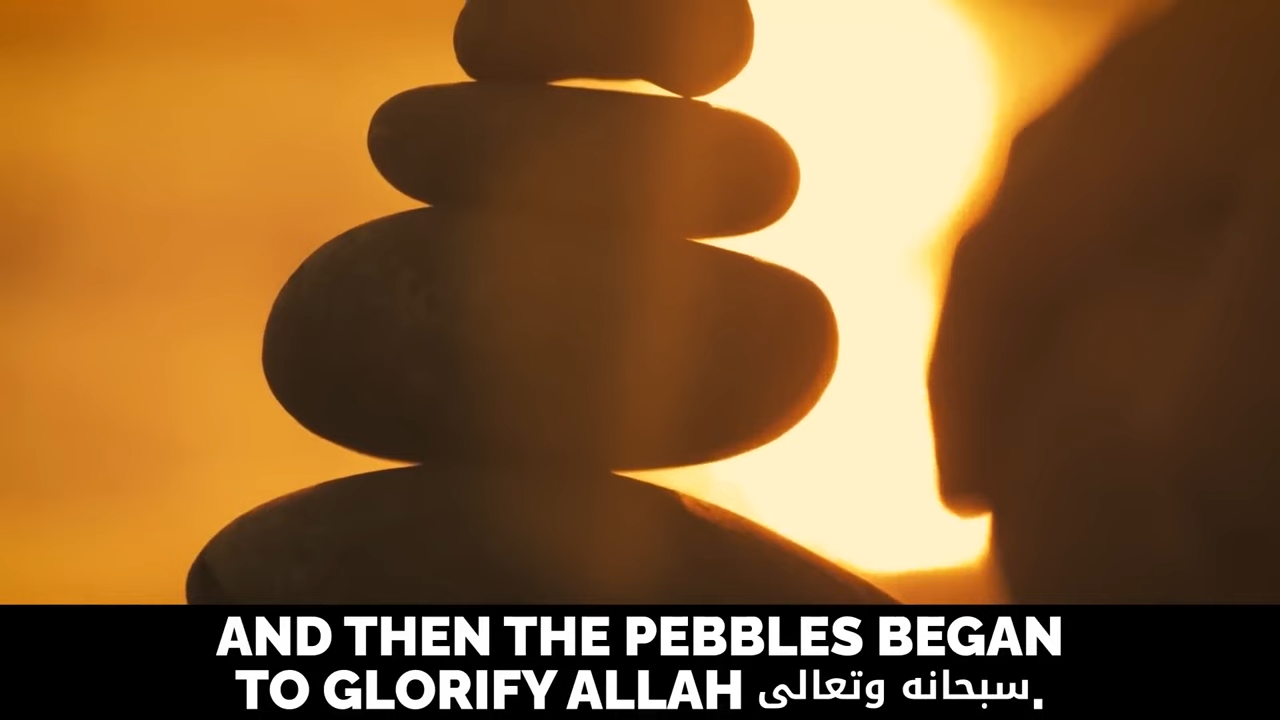 AND THEN THE PEBBLES BEGAN
TO GLORIFY ALLAH سبحانه وتعالى.